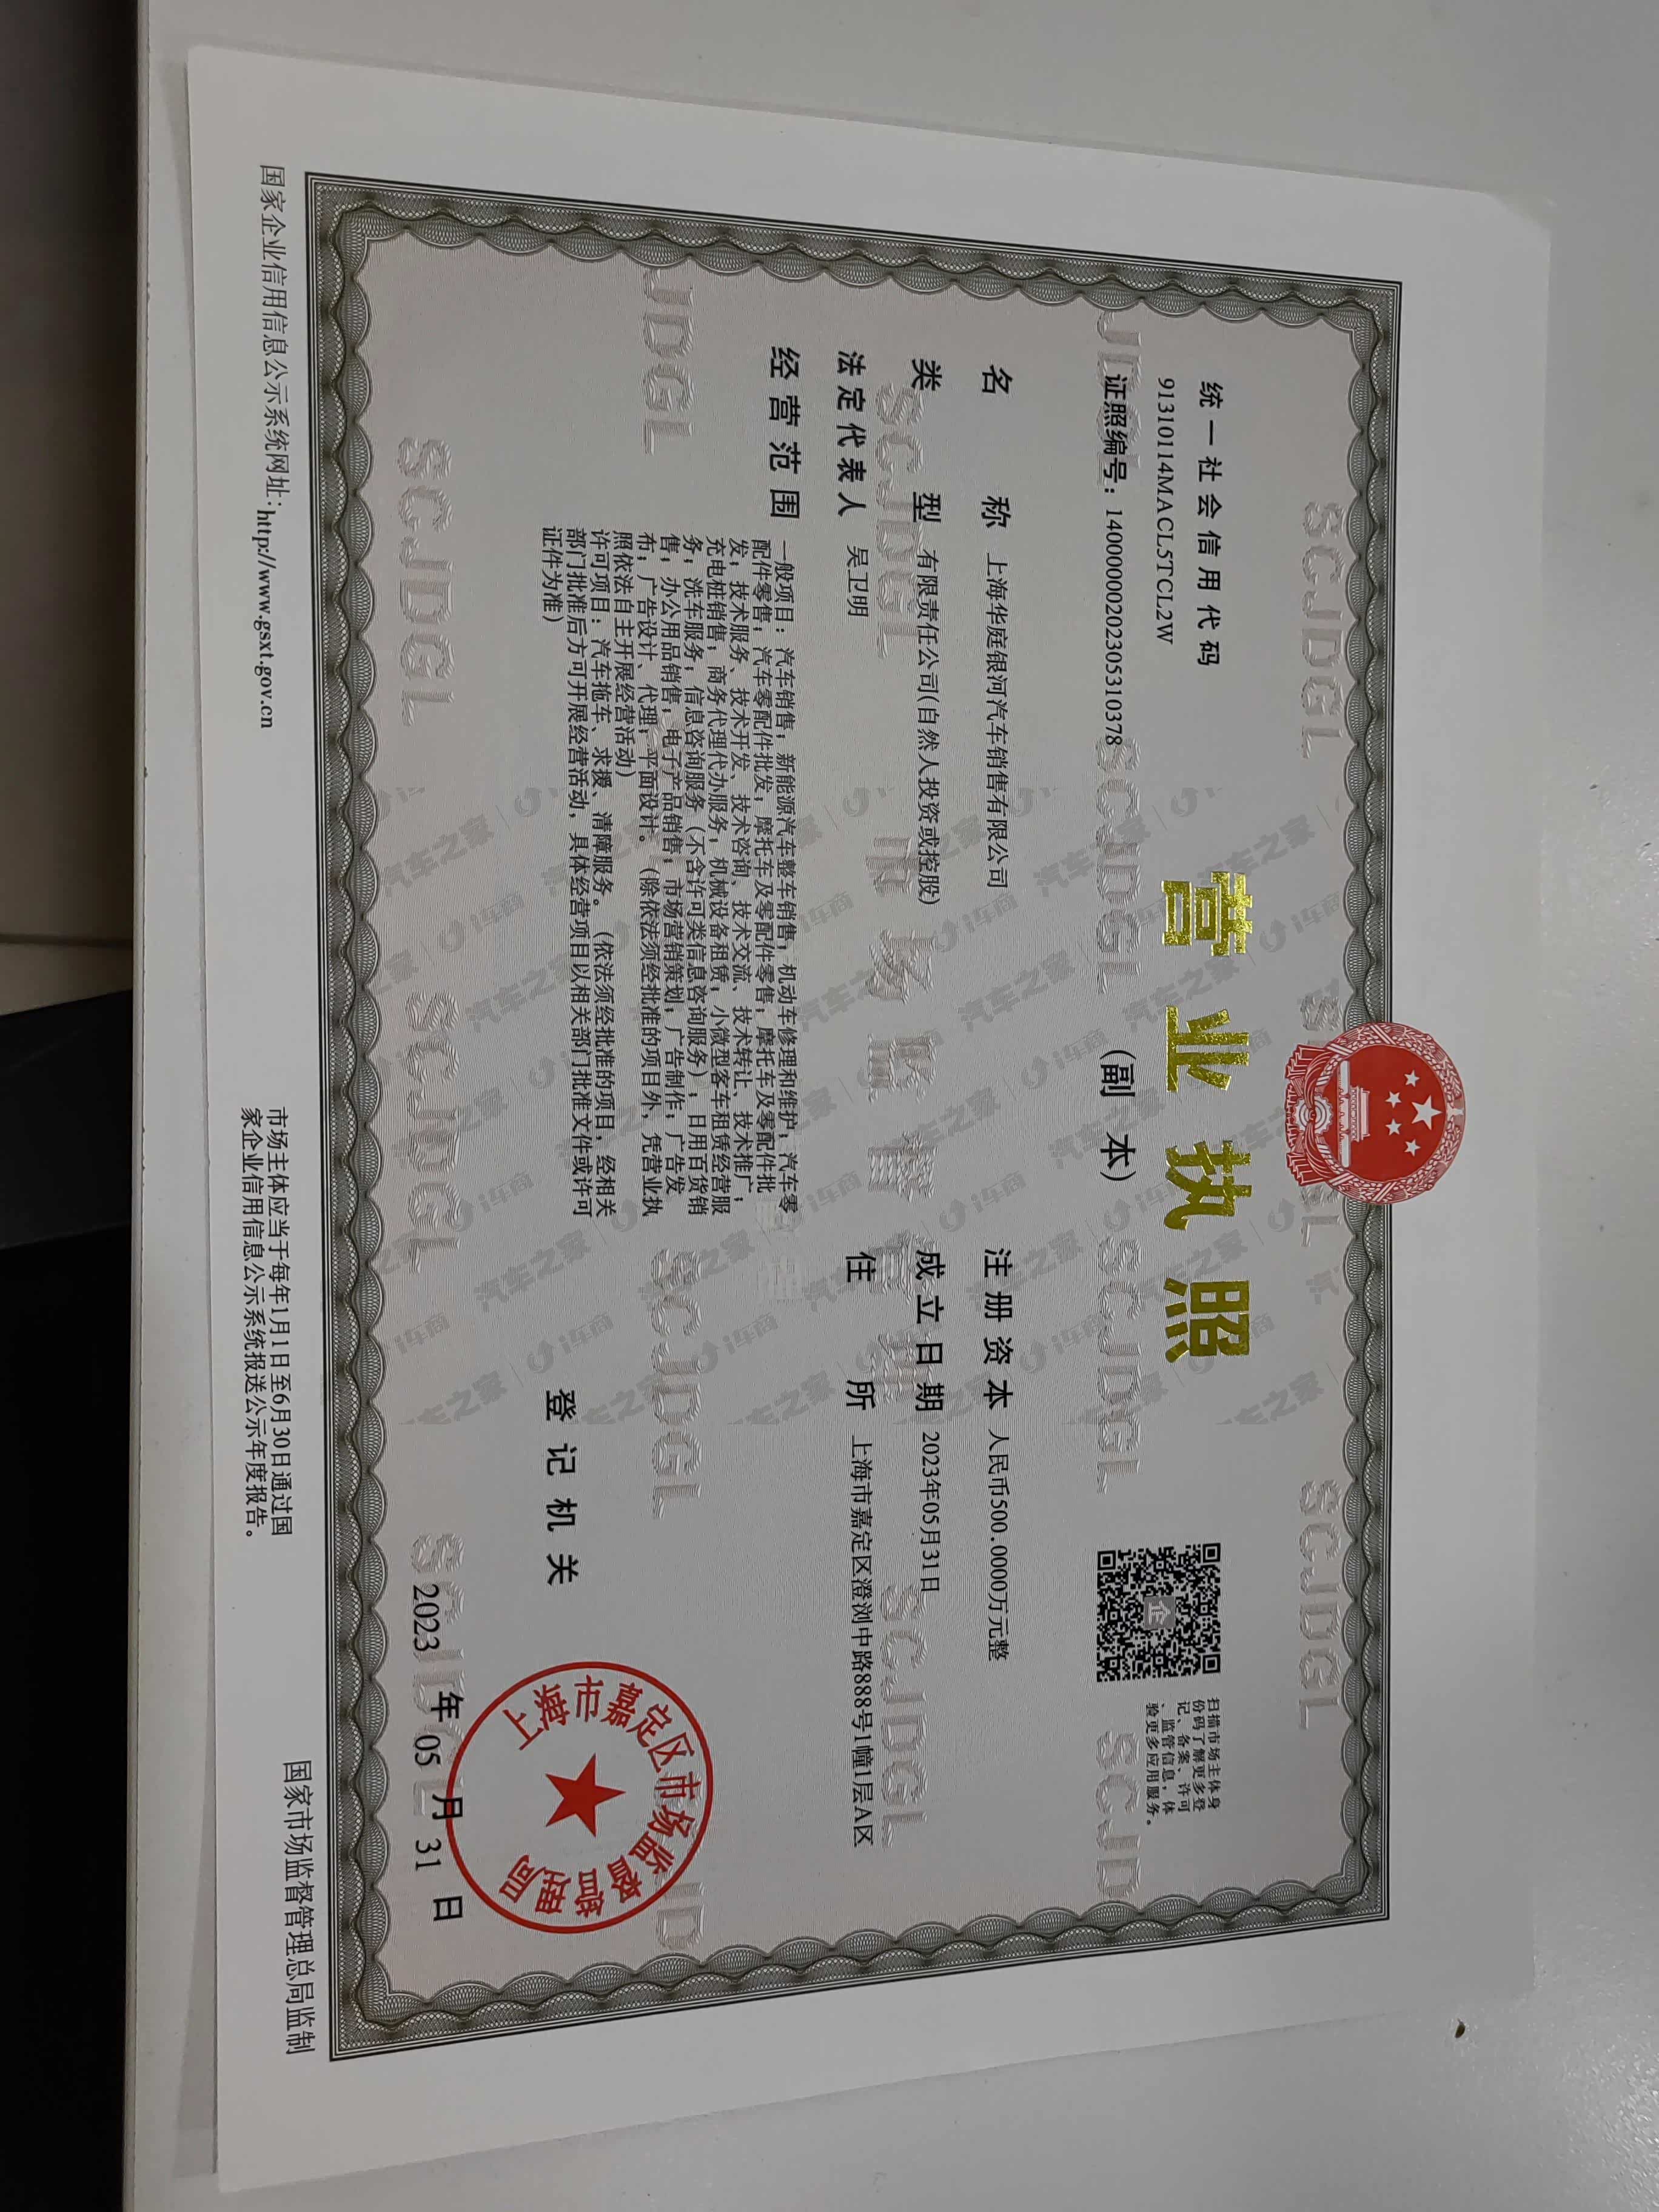 营业执照
(副本)
统一社会信用代码
91310114MACL5TCL2W
证照编号：14000000202305310378
扫描市场主体身
份码了解更多登
记、备案、许可
、监管信息，体
验更多应用服务。
名称 上海华庭银河汽车销售有限公司
类型 有限责任公司(自然人投资或控股)
法定代表人 吴卫明
经营范围 一般项目：汽车销售；新能源汽车整车销售；机动车修理和维护；汽车零
配件零售；汽车零配件批发；摩托车及零配件零售；摩托车及零配件批
发；技术服务、技术开发、技术咨询、技术交流、技术转让、技术推广；
充电桩销售；商务代理代办服务；机械设备租赁；小微型客车租赁经营服
务；洗车服务；信息咨询服务（不含许可类信息咨询服务）；日用百货销
售；办公用品销售；电子产品销售；市场营销策划；广告制作；广告发
布；广告设计、代理；平面设计。（除依法须经批准的项目外，凭营业执
照依法自主开展经营活动）
许可项目：汽车拖车、求援、清障服务。（依法须经批准的项目，经相关
部门批准后方可开展经营活动，具体经营项目以相关部门批准文件或许可
证件为准）
注册资本 人民币500.0000万元整
成立日期 2023年05月31日
住所 上海市嘉定区澄浏中路888号1幢1层A区
登记机关
上海市嘉定区市场监督管理局
2023年05月31日
国家企业信用信息公示系统网址：http://www.gsxt.gov.cn
市场主体应当于每年1月1日至6月30日通过国
家企业信用信息公示系统报送公示年度报告。
国家市场监督管理总局监制
SCJDGL
汽车之家
i车商